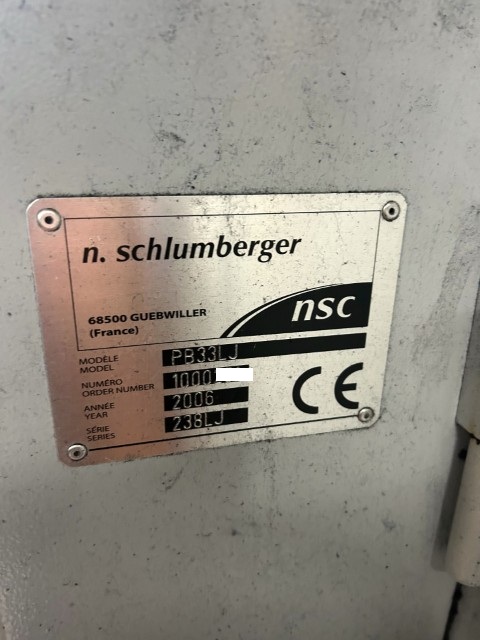 n. schlumberger
nsc
68500 GUEBWILLER
(France)
MODÈLE
MODEL
PB33LJ
NUMÉRO
ORDER NUMBER
1000
ANNÉE
YEAR
2006
SÉRIE
SERIES
238LJ
CE